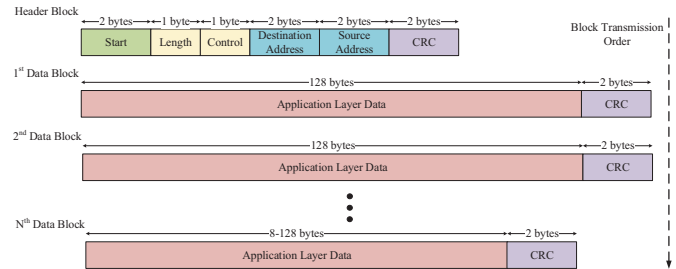 Header Block
2 bytes 1 byte 1 byte 2 bytes 2 bytes 2 bytes
Start Length Control Destination Address Source Address CRC
Block Transmission Order
1st Data Block
128 bytes 2 bytes
Application Layer Data CRC
2nd Data Block
128 bytes 2 bytes
Application Layer Data CRC
Nth Data Block
8-128 bytes 2 bytes
Application Layer Data CRC